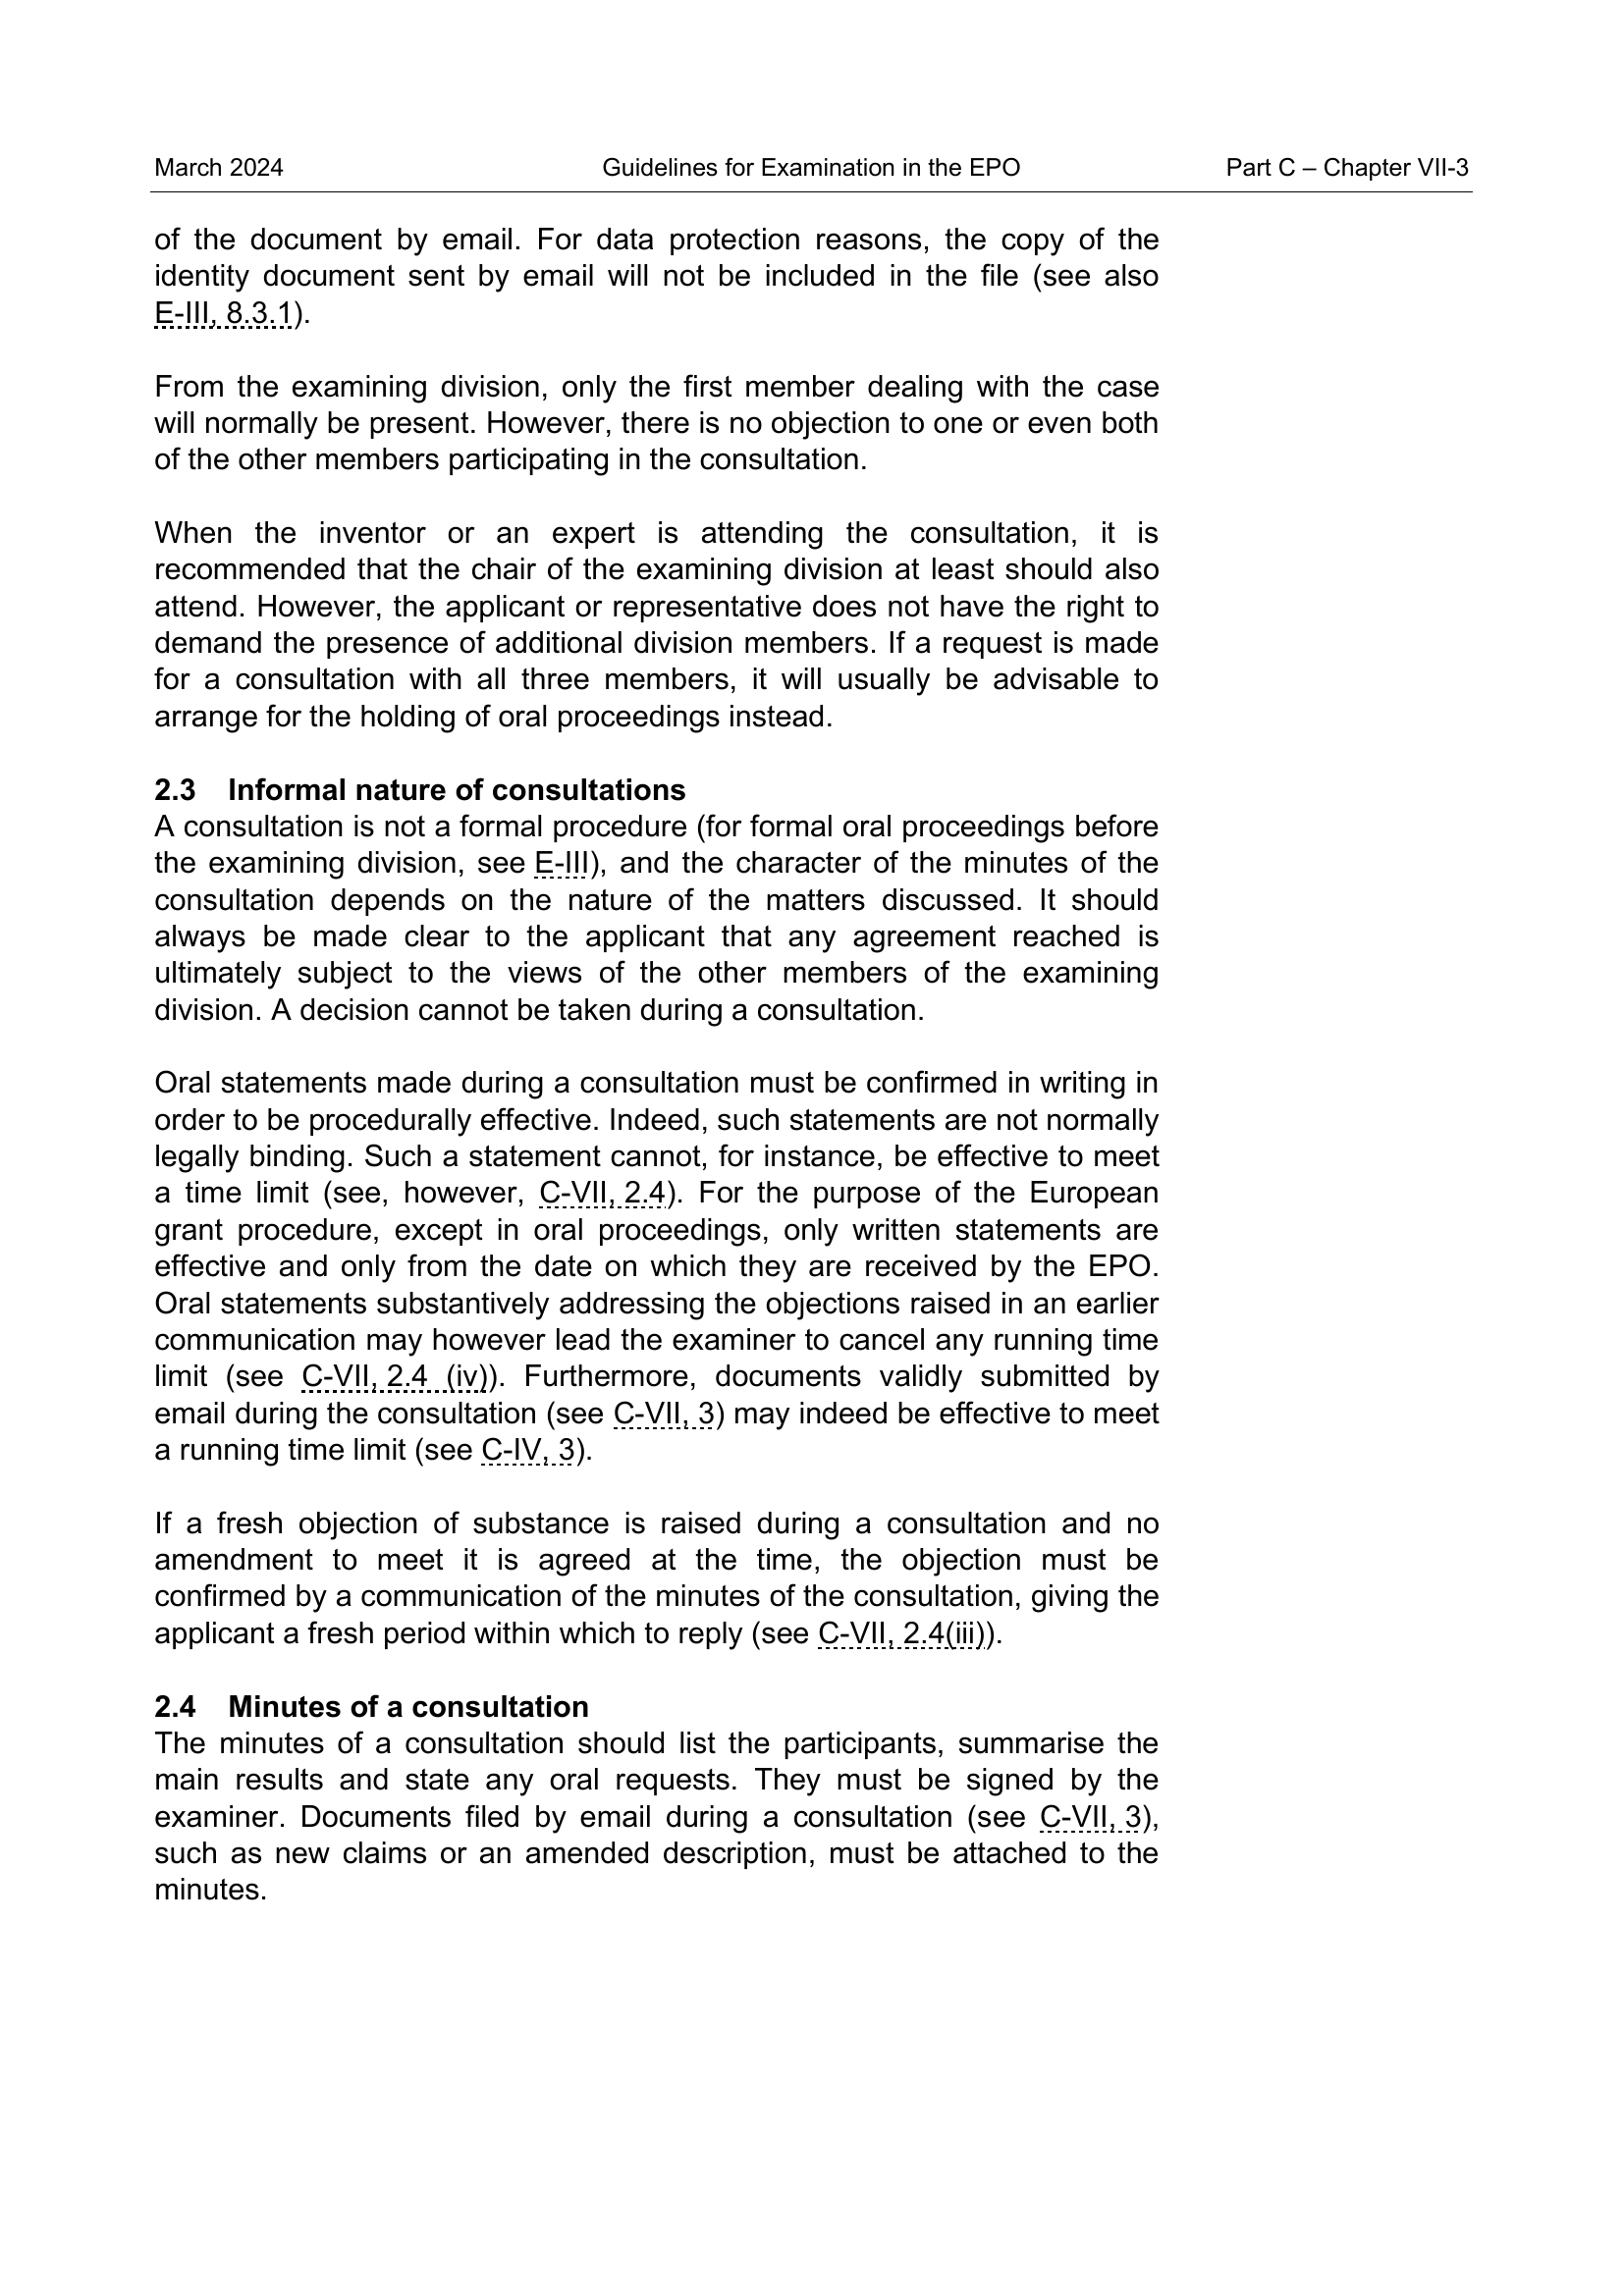 March 2024 Guidelines for Examination in the EPO Part C – Chapter VII-3
of the document by email. For data protection reasons, the copy of the
identity document sent by email will not be included in the file (see also
E-III, 8.3.1).
From the examining division, only the first member dealing with the case
will normally be present. However, there is no objection to one or even both
of the other members participating in the consultation.
When the inventor or an expert is attending the consultation, it is
recommended that the chair of the examining division at least should also
attend. However, the applicant or representative does not have the right to
demand the presence of additional division members. If a request is made
for a consultation with all three members, it will usually be advisable to
arrange for the holding of oral proceedings instead.
2.3 Informal nature of consultations
A consultation is not a formal procedure (for formal oral proceedings before
the examining division, see E-III), and the character of the minutes of the
consultation depends on the nature of the matters discussed. It should
always be made clear to the applicant that any agreement reached is
ultimately subject to the views of the other members of the examining
division. A decision cannot be taken during a consultation.
Oral statements made during a consultation must be confirmed in writing in
order to be procedurally effective. Indeed, such statements are not normally
legally binding. Such a statement cannot, for instance, be effective to meet
a time limit (see, however, C-VII, 2.4). For the purpose of the European
grant procedure, except in oral proceedings, only written statements are
effective and only from the date on which they are received by the EPO.
Oral statements substantively addressing the objections raised in an earlier
communication may however lead the examiner to cancel any running time
limit (see C-VII, 2.4 (iv)). Furthermore, documents validly submitted by
email during the consultation (see C-VII, 3) may indeed be effective to meet
a running time limit (see C-IV, 3).
If a fresh objection of substance is raised during a consultation and no
amendment to meet it is agreed at the time, the objection must be
confirmed by a communication of the minutes of the consultation, giving the
applicant a fresh period within which to reply (see C-VII, 2.4(iii)).
2.4 Minutes of a consultation
The minutes of a consultation should list the participants, summarise the
main results and state any oral requests. They must be signed by the
examiner. Documents filed by email during a consultation (see C-VII, 3),
such as new claims or an amended description, must be attached to the
minutes.